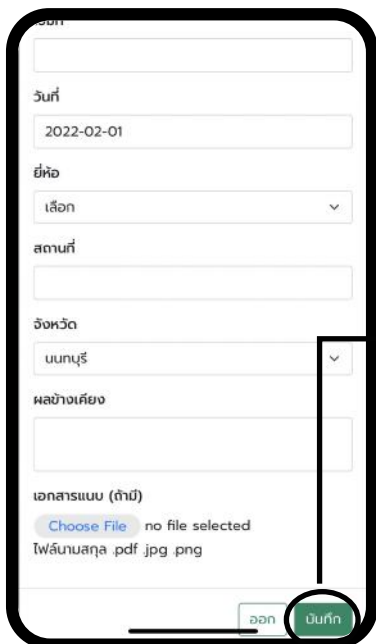 วันที่
2022-02-01
ยี่ห้อ
เลือก
สถานที่
จังหวัด
นนทบุรี
ผลข้างเคียง
เอกสารแนบ (ถ้ามี)
Choose File no file selected
ไฟล์นามสกุล .pdf .jpg .png
ออก บันทึก